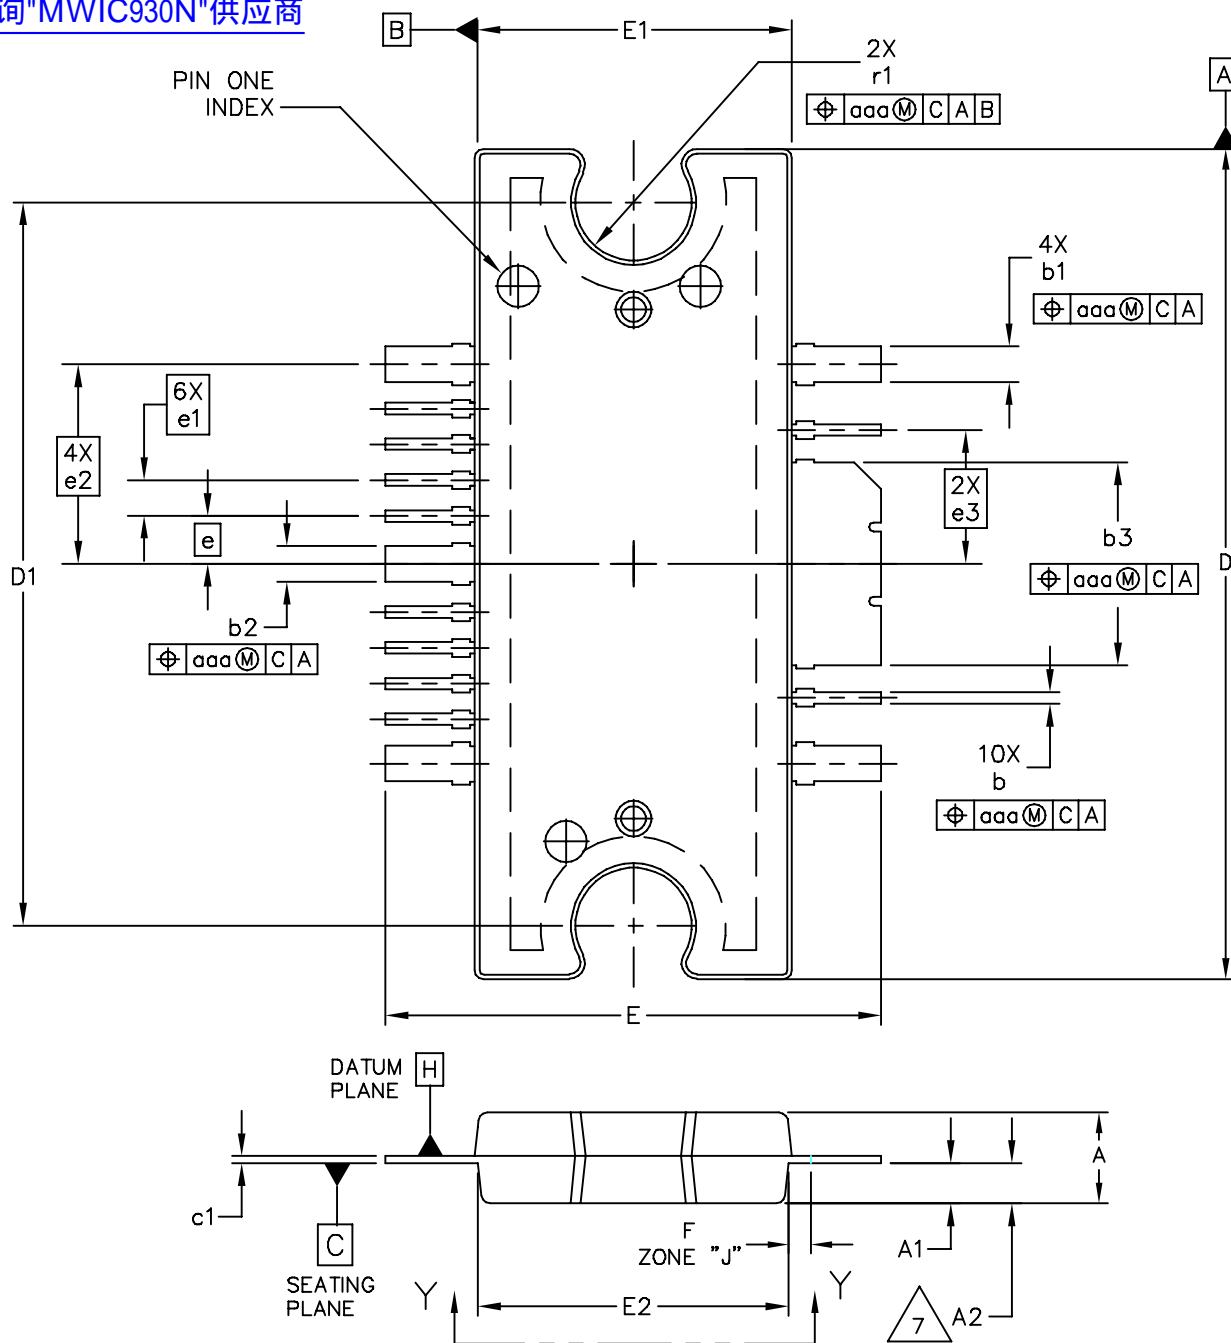 询"MWIC930N"供应商
B
E1
2X
r1
A
PIN ONE
INDEX
⌖ aaa Ⓜ C A B
4X
b1
⌖ aaa Ⓜ C A
6X
e1
4X
e2
2X
e3
e
b3
D1
D
⌖ aaa Ⓜ C A
b2
⌖ aaa Ⓜ C A
10X
b
⌖ aaa Ⓜ C A
E
DATUM
PLANE
H
A
c1
C
SEATING
PLANE
F
ZONE "J"
A1
Y
Y
E2
7
A2